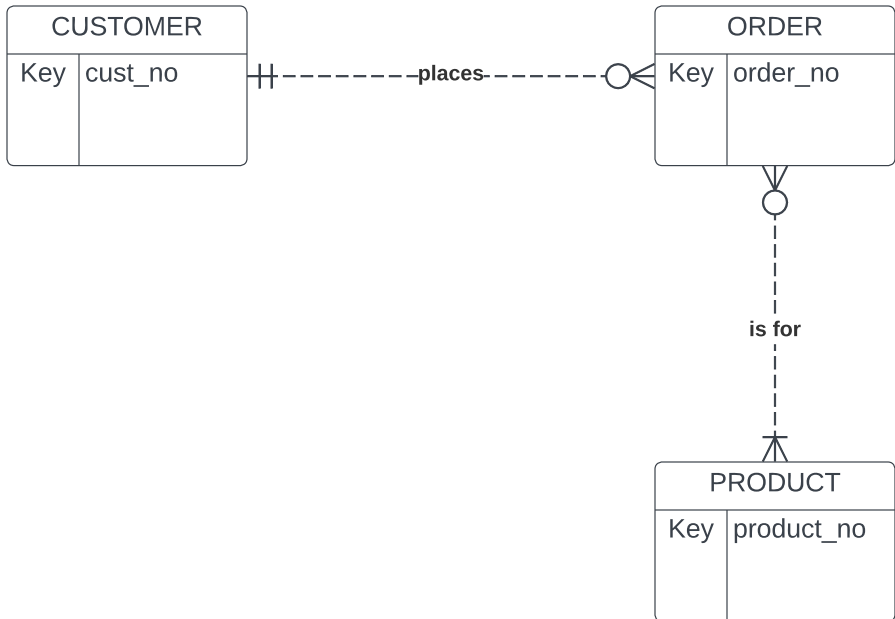 CUSTOMER
Key cust_no
places
ORDER
Key order_no
is for
PRODUCT
Key product_no